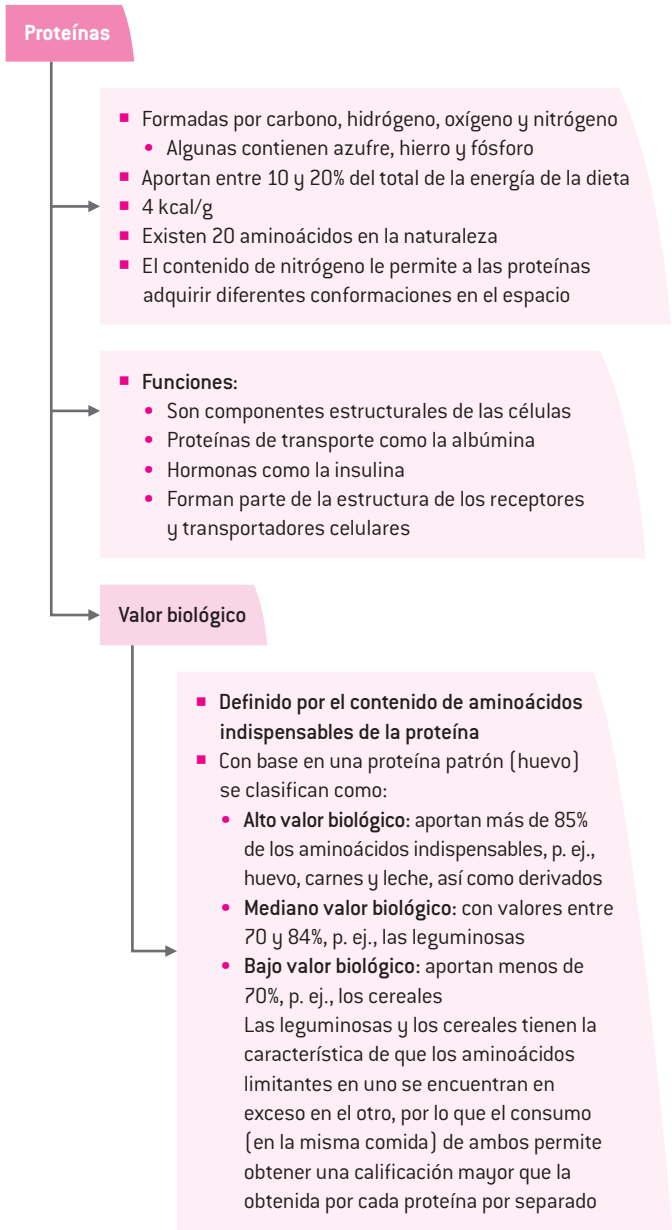 Proteínas
▪ Formadas por carbono, hidrógeno, oxígeno y nitrógeno
• Algunas contienen azufre, hierro y fósforo
▪ Aportan entre 10 y 20% del total de la energía de la dieta
▪ 4 kcal/g
▪ Existen 20 aminoácidos en la naturaleza
▪ El contenido de nitrógeno le permite a las proteínas
adquirir diferentes conformaciones en el espacio
▪ Funciones:
• Son componentes estructurales de las células
• Proteínas de transporte como la albúmina
• Hormonas como la insulina
• Forman parte de la estructura de los receptores
y transportadores celulares
Valor biológico
▪ Definido por el contenido de aminoácidos
indispensables de la proteína
▪ Con base en una proteína patrón (huevo)
se clasifican como:
• Alto valor biológico: aportan más de 85%
de los aminoácidos indispensables, p. ej.,
huevo, carnes y leche, así como derivados
• Mediano valor biológico: con valores entre
70 y 84%, p. ej., las leguminosas
• Bajo valor biológico: aportan menos de
70%, p. ej., los cereales
Las leguminosas y los cereales tienen la
característica de que los aminoácidos
limitantes en uno se encuentran en
exceso en el otro, por lo que el consumo
(en la misma comida) de ambos permite
obtener una calificación mayor que la
obtenida por cada proteína por separado